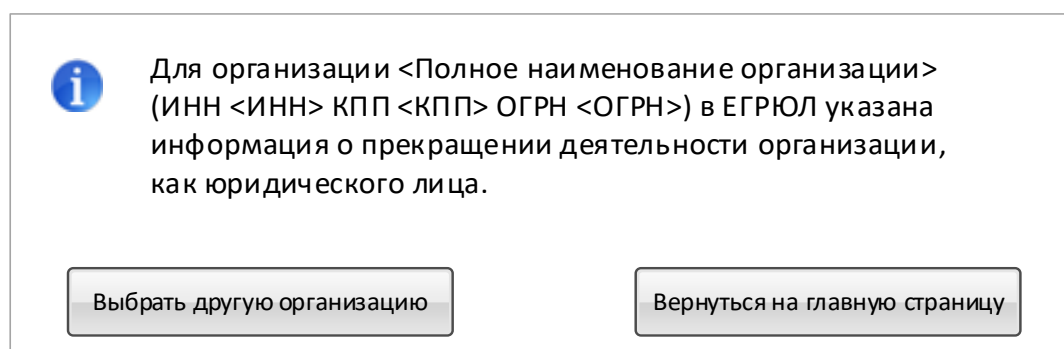 Для организации <Полное наименование организации>
(ИНН <ИНН> КПП <КПП> ОГРН <ОГРН>) в ЕГРЮЛ указана
информация о прекращении деятельности организации,
как юридического лица.
Выбрать другую организацию
Вернуться на главную страницу